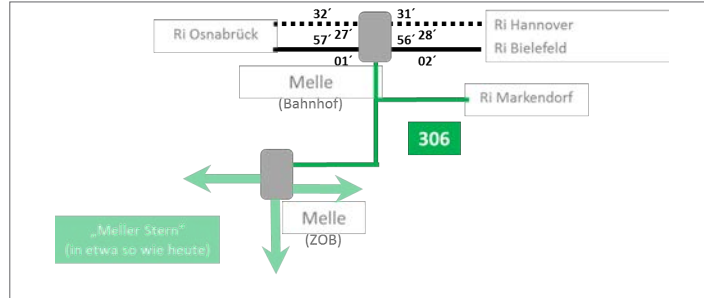 32´ 31´
Ri Osnabrück 27´ 28´ Ri Hannover
57´ 56´ Ri Bielefeld
01´ 02´
Melle
(Bahnhof)
Ri Markendorf
306
„Meller Stern“
(in etwa so wie heute)
Melle
(ZOB)